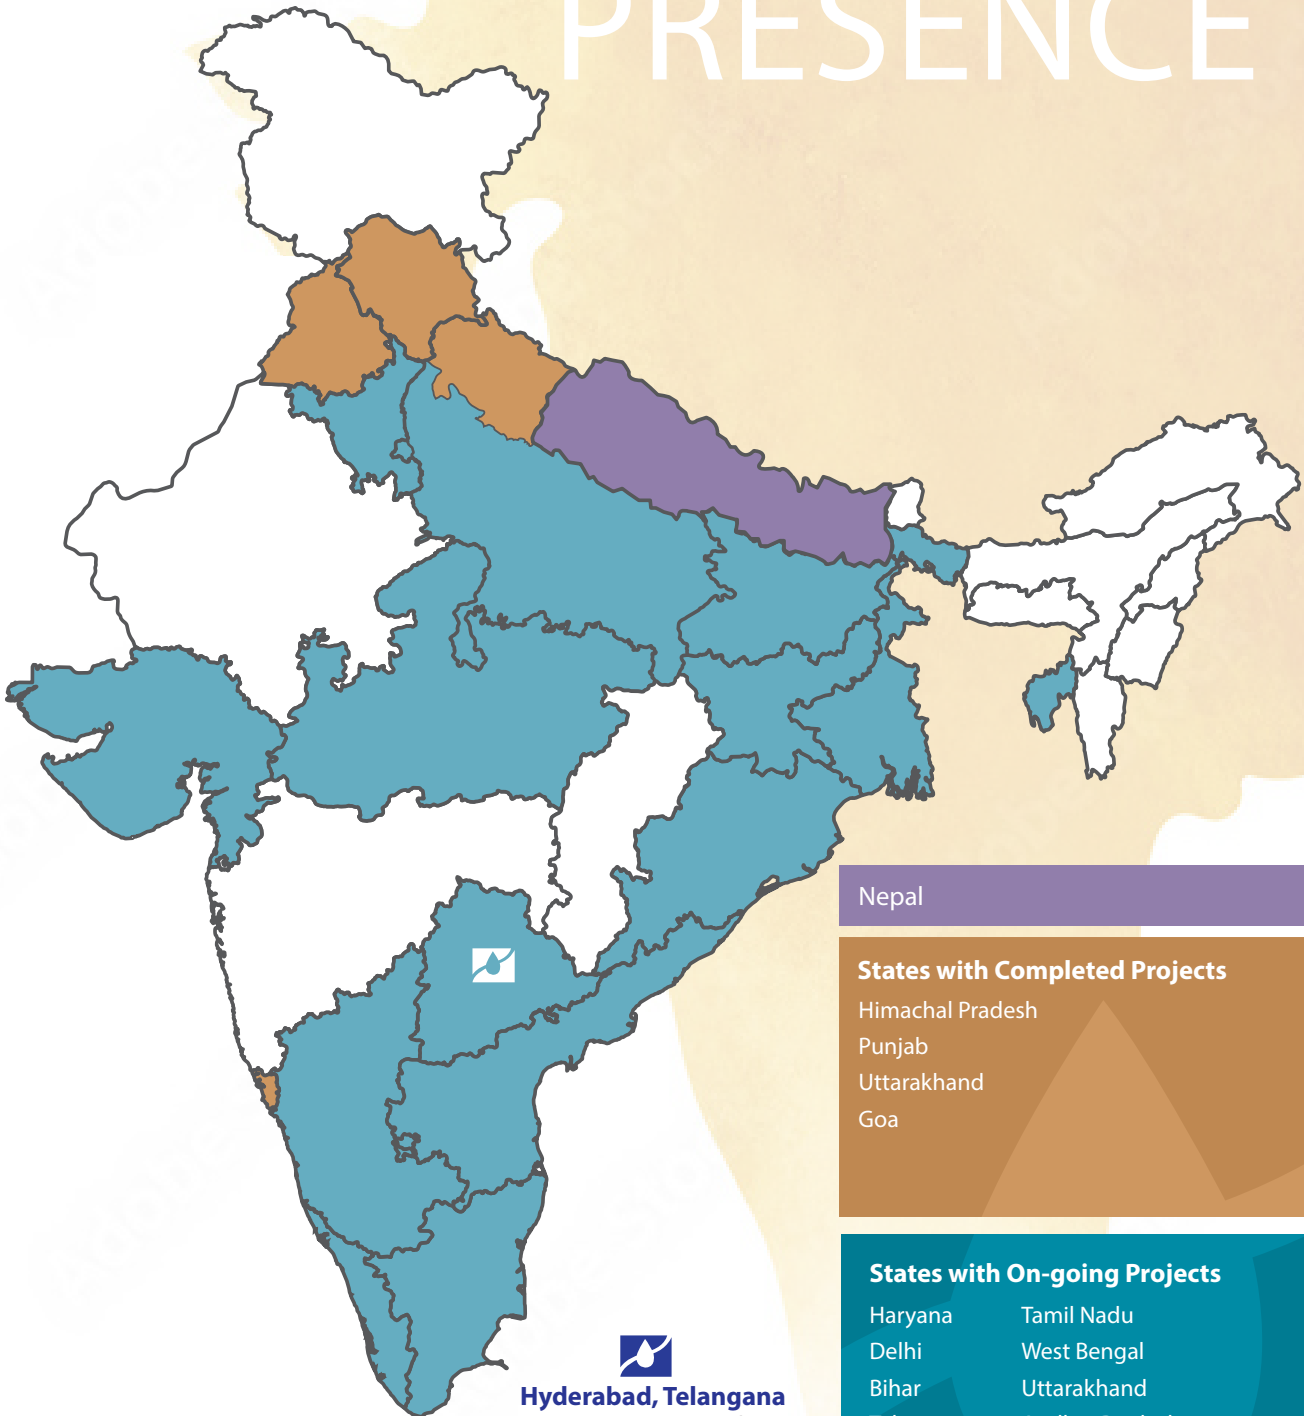 PRESENCE
Nepal
States with Completed Projects
Himachal Pradesh
Punjab
Uttarakhand
Goa
States with On-going Projects
Haryana Tamil Nadu
Delhi West Bengal
Bihar Uttarakhand
Hyderabad, Telangana